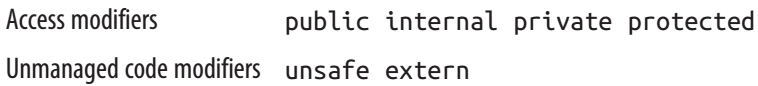 Access modifiers public internal private protected
Unmanaged code modifiers unsafe extern